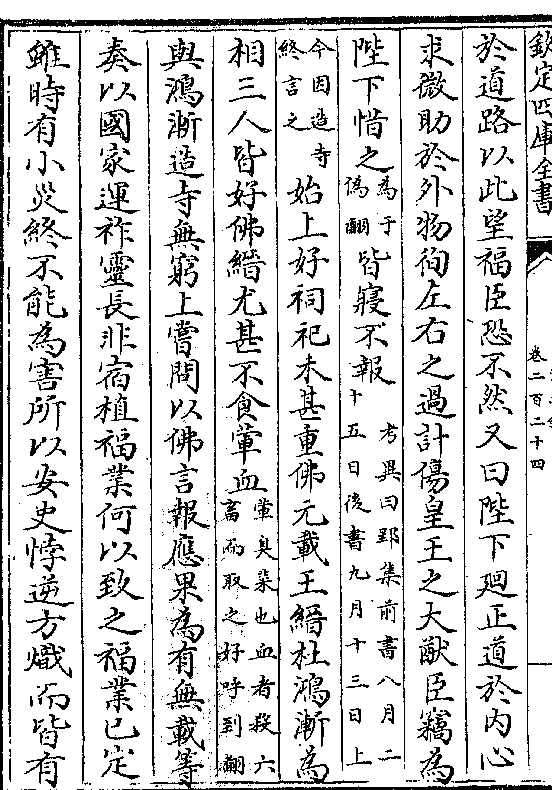 欽定四庫全書
卷二百二十四
於道路以此望福臣恐不然又曰陛下廻正道於内心
求微助於外物徇左右之過計傷皇王之大猷臣竊為
陛下惜之為于偽翻皆寢不報考異曰郢集前書八月二十五日後書九月十三日上
今因造寺終言之始上好祠祀未甚重佛元載王縉杜鴻漸為
相三人皆好佛縉尤甚不食葷血葷臭菜也血者殺六畜而取之好呼到翻
與鴻漸造寺無窮上嘗問以佛言報應果為有無載等
奏以國家運祚靈長非宿植福業何以致之福業已定
雖時有小災終不能為害所以安史悖逆方熾而皆有